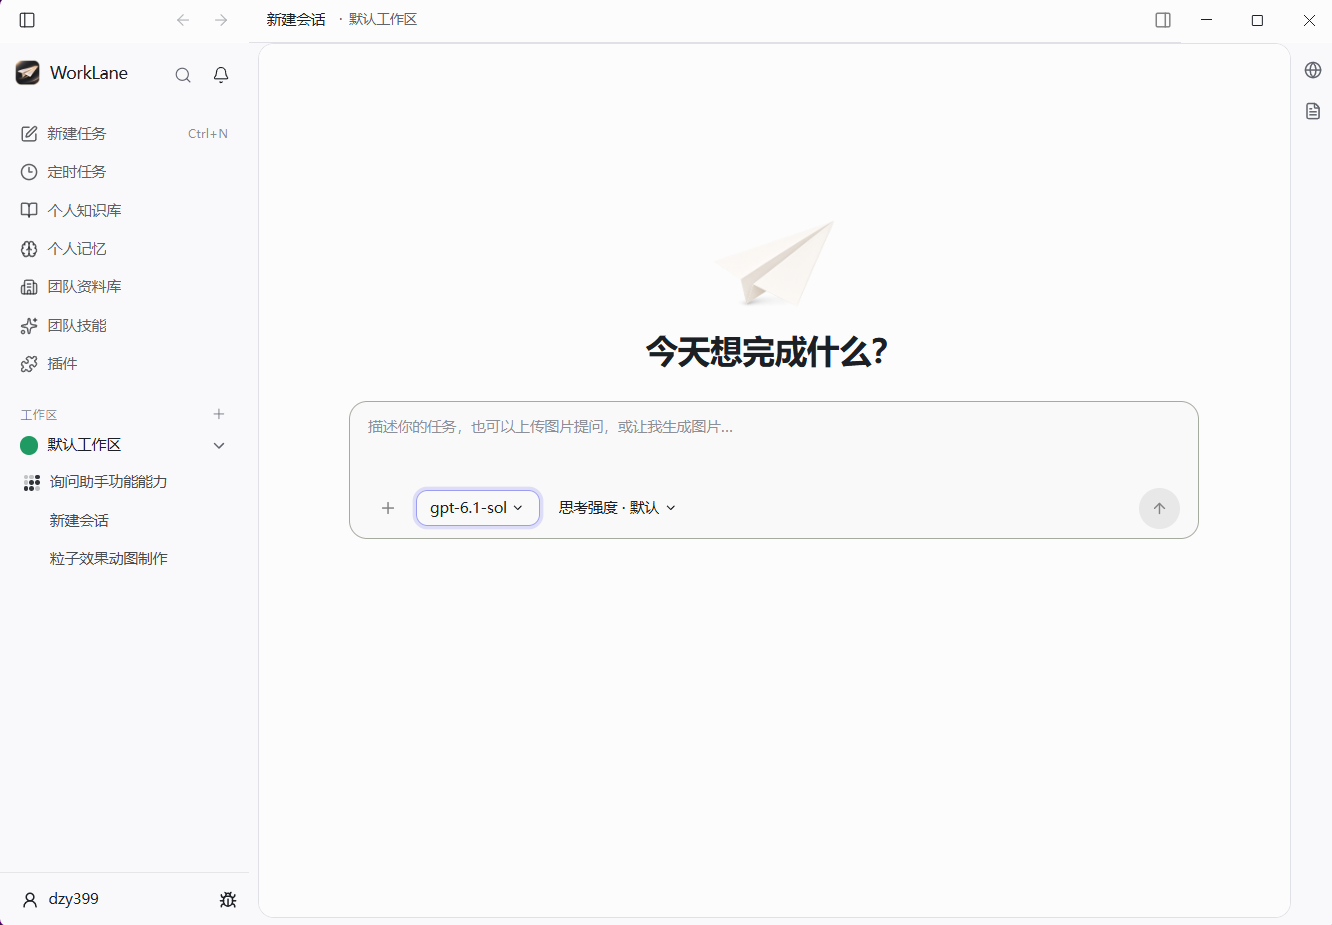 新建会话 · 默认工作区
WorkLane
新建任务 Ctrl+N
定时任务
个人知识库
个人记忆
团队资料库
团队技能
插件
工作区
默认工作区
询问助手功能能力
新建会话
粒子效果动图制作
dzy399
今天想完成什么?
描述你的任务，也可以上传图片提问，或让我生成图片...
gpt-6.1-sol 思考强度 · 默认